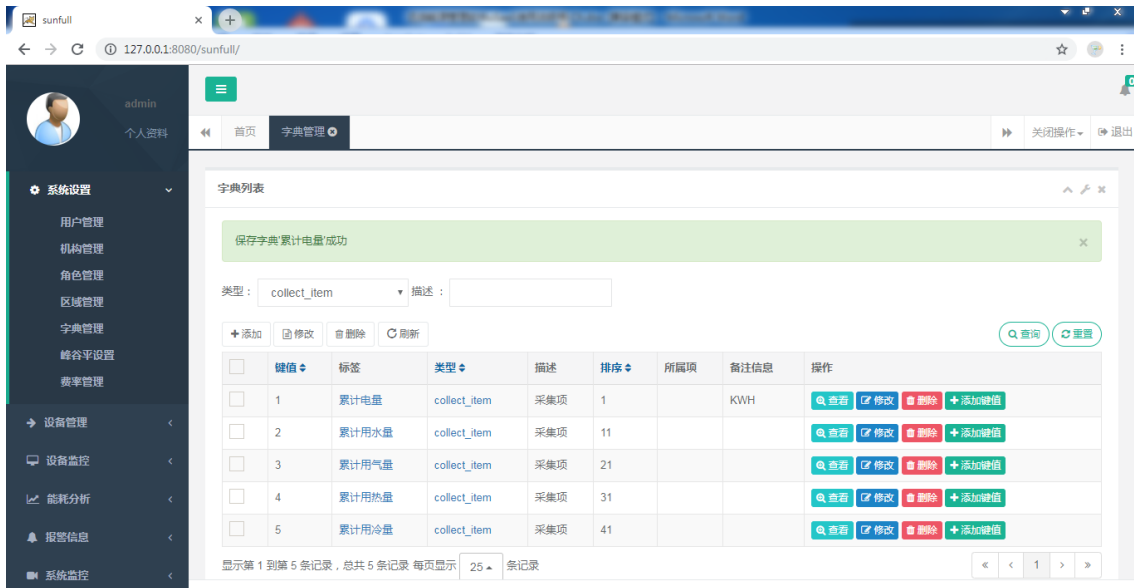 sunfull
127.0.0.1:8080/sunfull/
admin
个人资料
0
首页 字典管理 关闭操作 退出
系统设置
用户管理
机构管理
角色管理
区域管理
字典管理
峰谷平设置
费率管理
设备管理
设备监控
能耗分析
报警信息
系统监控
字典列表
保存字典'累计电量'成功
类型： collect_item 描述 ：
添加 修改 删除 刷新 查询 重置
键值 标签 类型 描述 排序 所属项 备注信息 操作
1 累计电量 collect_item 采集项 1 KWH 查看 修改 删除 添加键值
2 累计用水量 collect_item 采集项 11 查看 修改 删除 添加键值
3 累计用气量 collect_item 采集项 21 查看 修改 删除 添加键值
4 累计用热量 collect_item 采集项 31 查看 修改 删除 添加键值
5 累计用冷量 collect_item 采集项 41 查看 修改 删除 添加键值
显示第 1 到第 5 条记录，总共 5 条记录 每页显示 25 条记录
« ‹ 1 › »